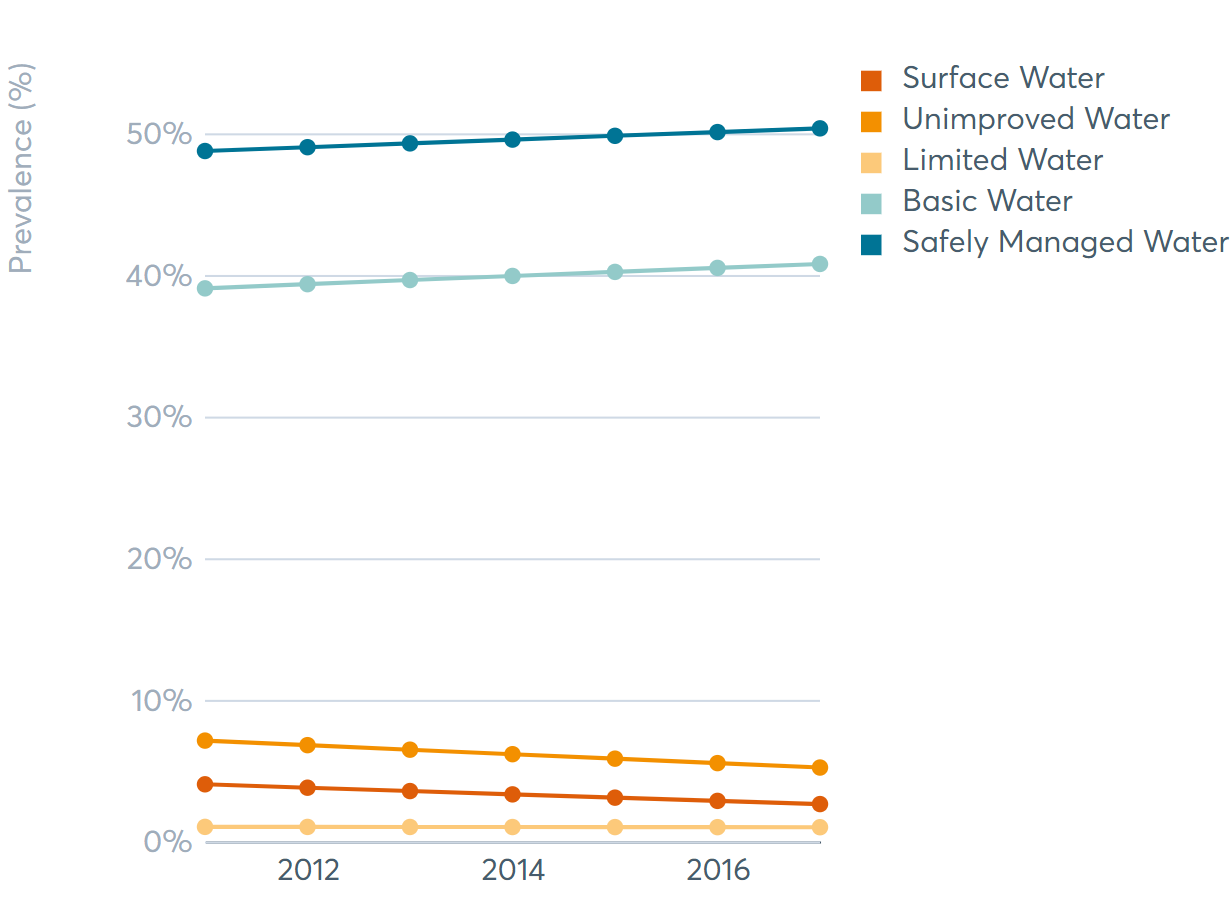 Prevalence (%)
50%
40%
30%
20%
10%
0%
2012
2014
2016
Surface Water
Unimproved Water
Limited Water
Basic Water
Safely Managed Water